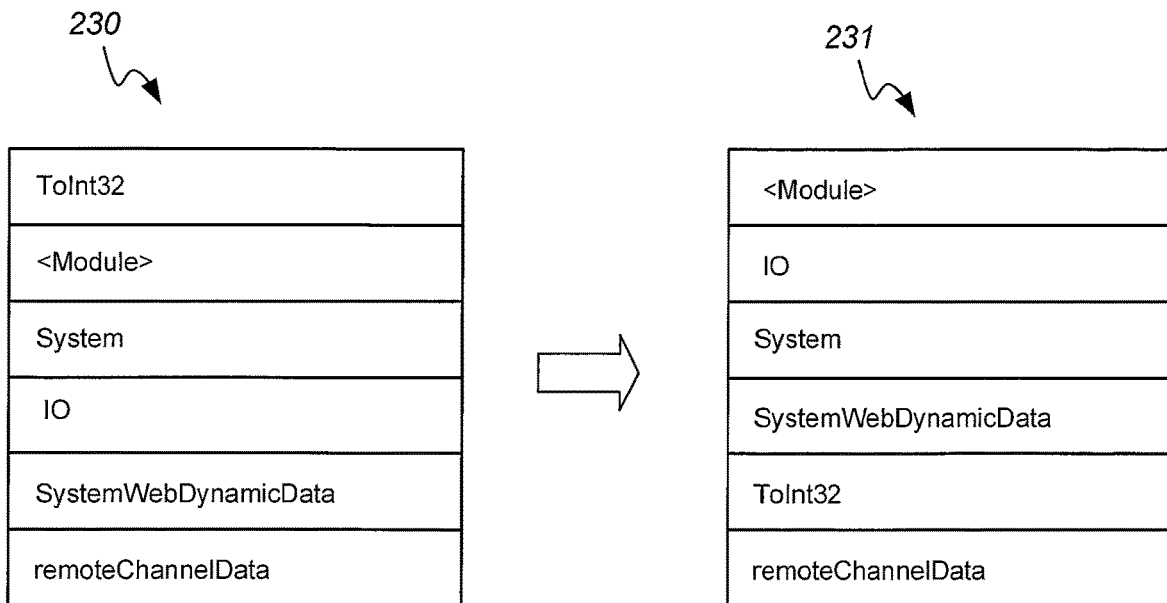 230
231
ToInt32
<Module>
System
IO
SystemWebDynamicData
remoteChannelData
<Module>
IO
System
SystemWebDynamicData
ToInt32
remoteChannelData